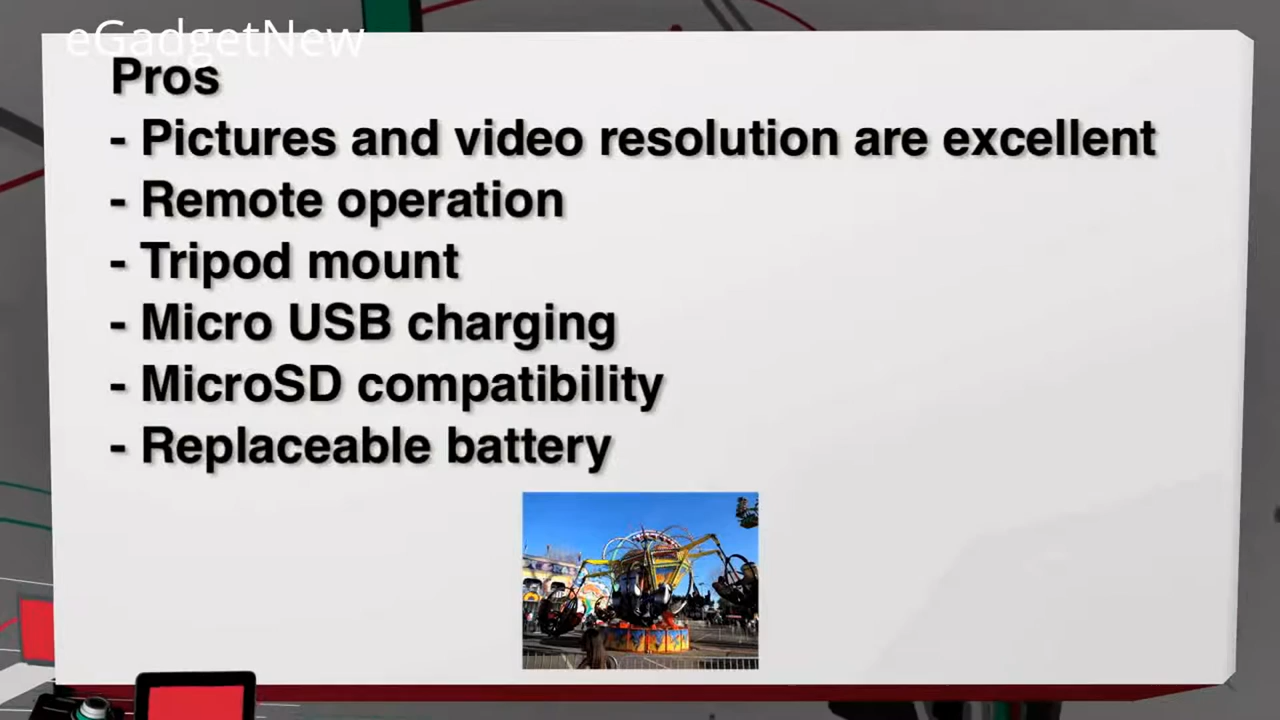 eGadgetNew
Pros
- Pictures and video resolution are excellent
- Remote operation
- Tripod mount
- Micro USB charging
- MicroSD compatibility
- Replaceable battery